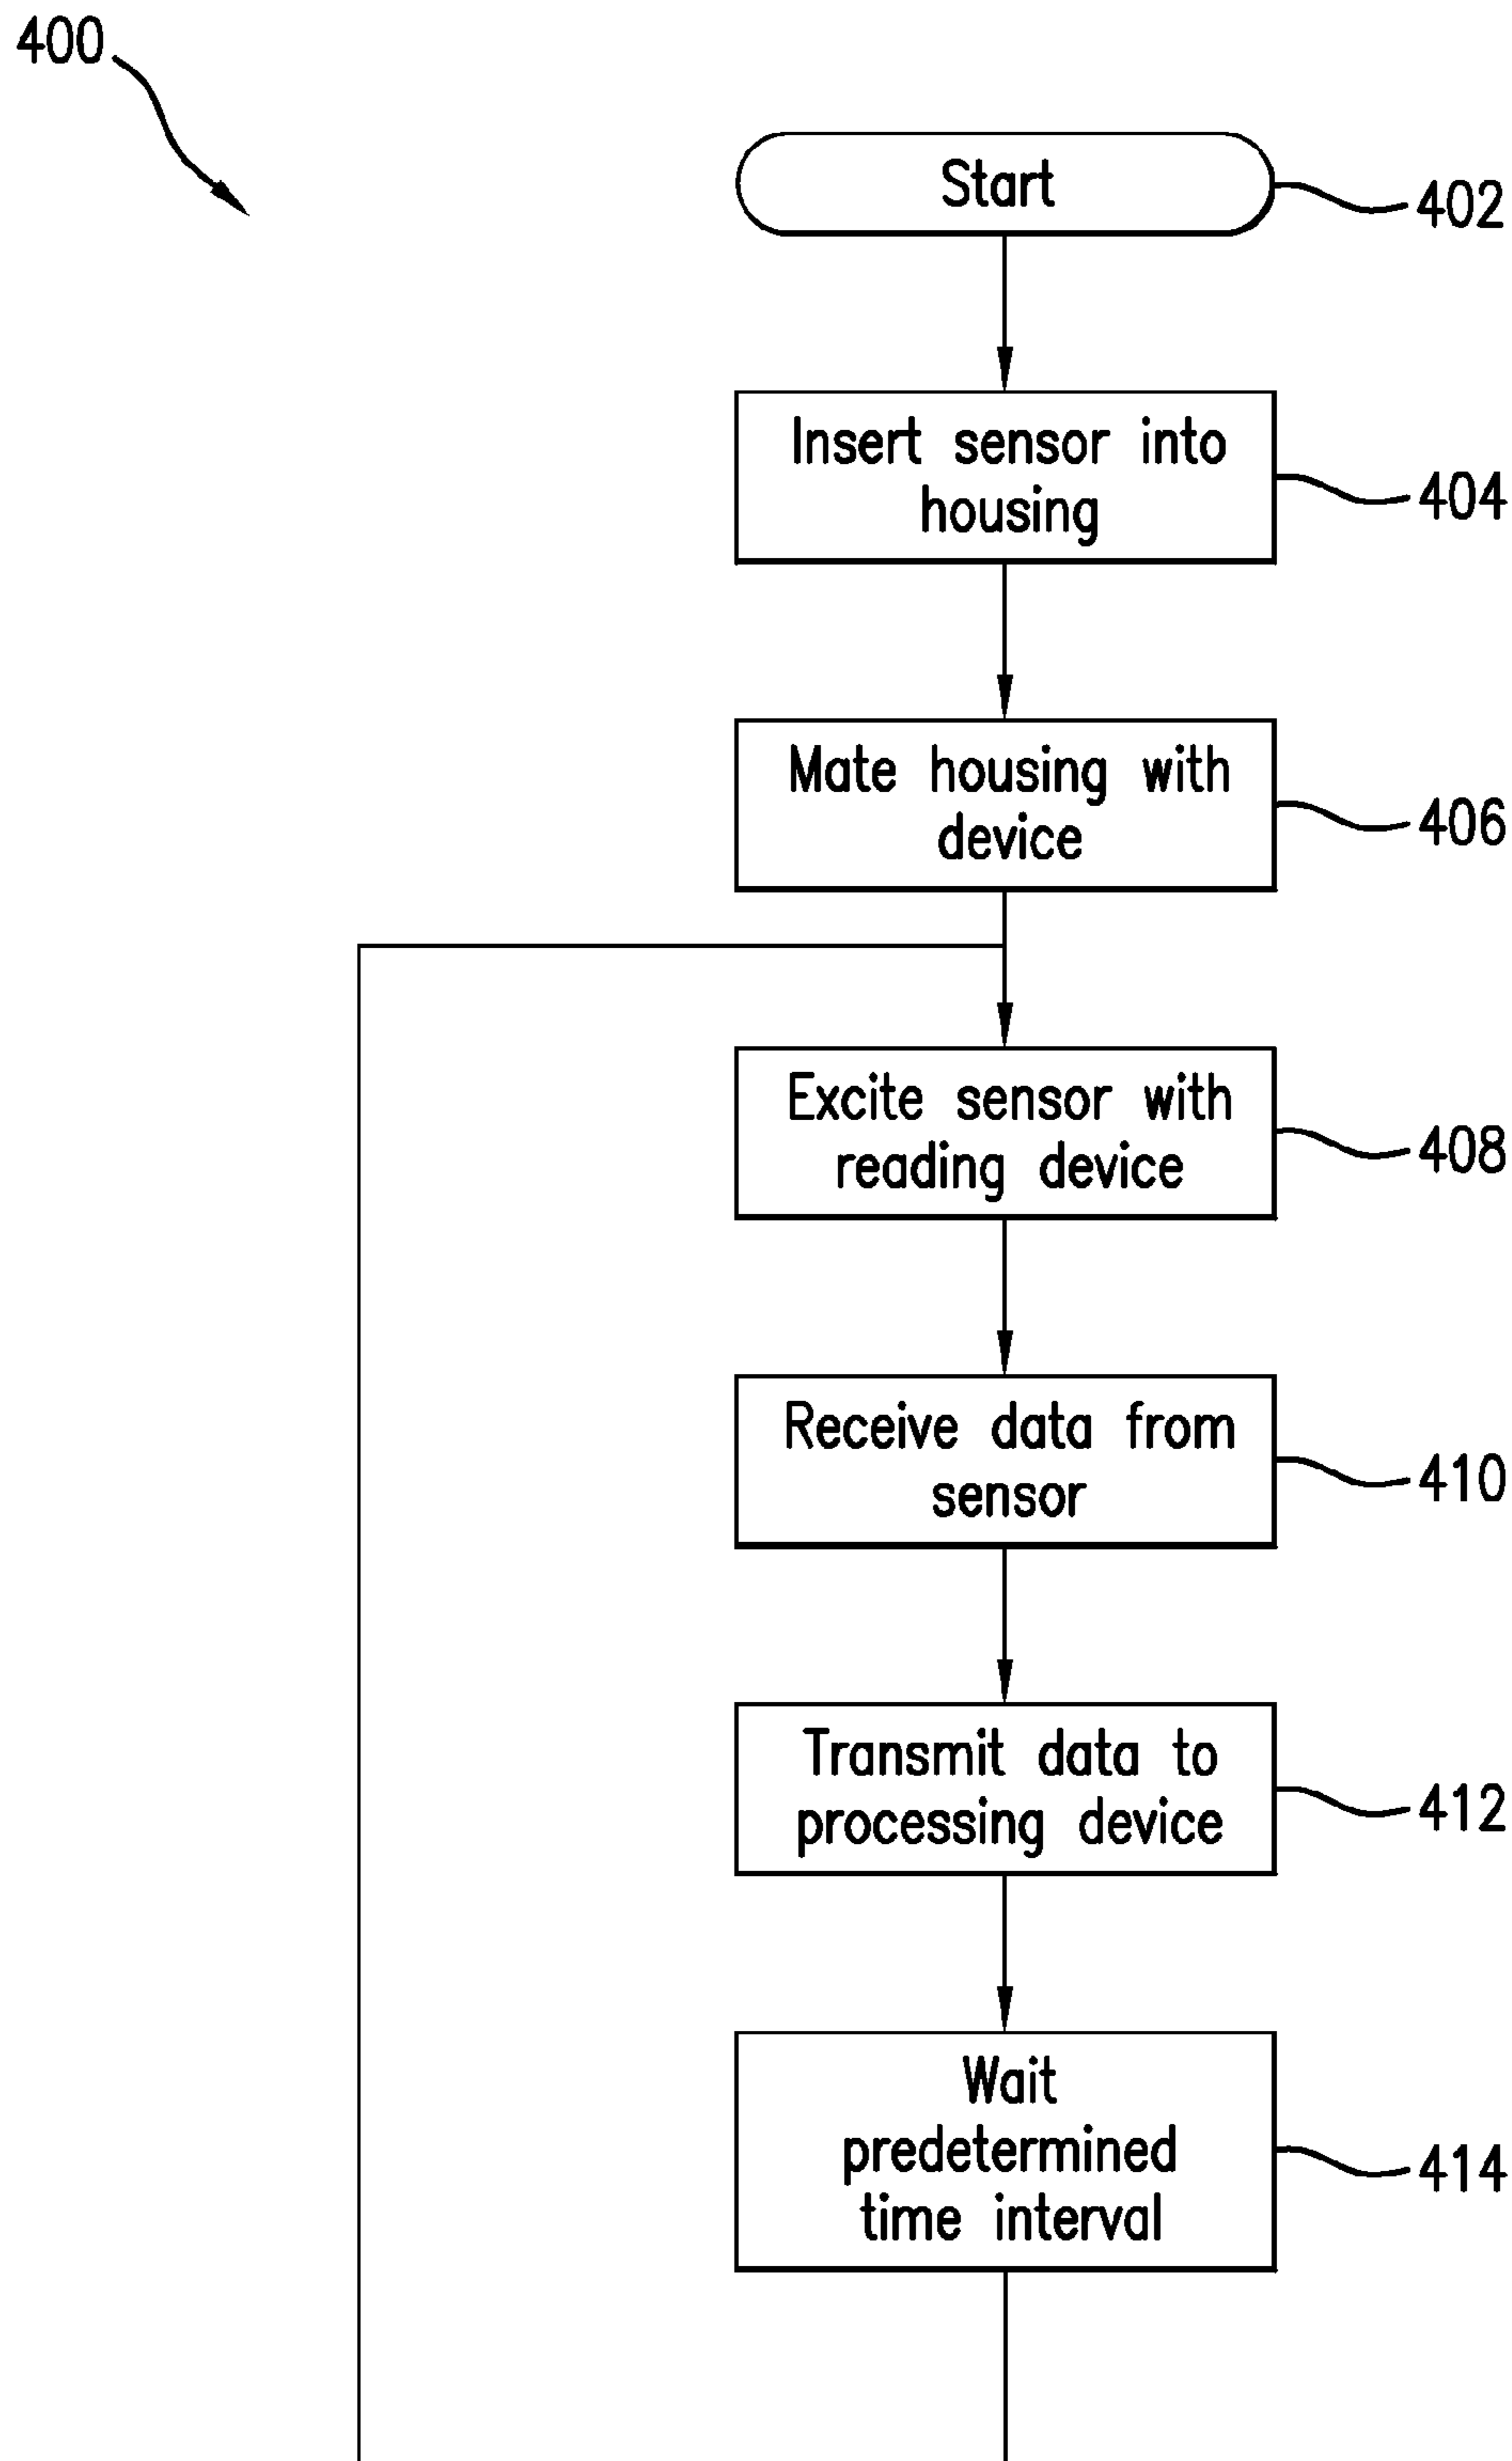 400
Start
402
Insert sensor into
housing
404
Mate housing with
device
406
Excite sensor with
reading device
408
Receive data from
sensor
410
Transmit data to
processing device
412
Wait
predetermined
time interval
414